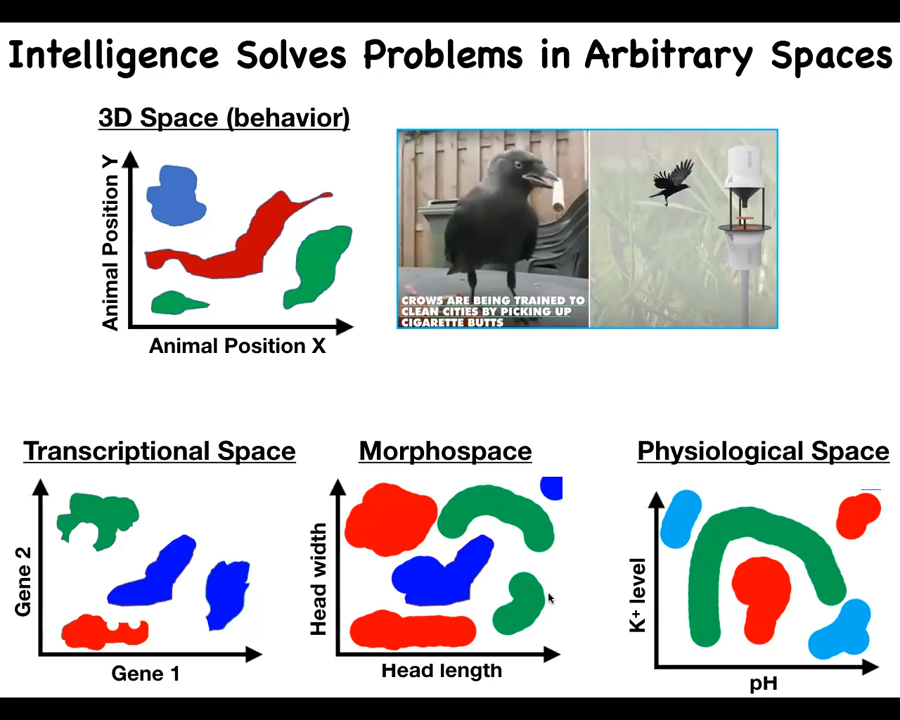 Intelligence Solves Problems in Arbitrary Spaces
3D Space (behavior)
Animal Position Y
Animal Position X
CROWS ARE BEING TRAINED TO
CLEAN CITIES BY PICKING UP
CIGARETTE BUTTS
Transcriptional Space
Gene 2
Gene 1
Morphospace
Head width
Head length
Physiological Space
K+ level
pH